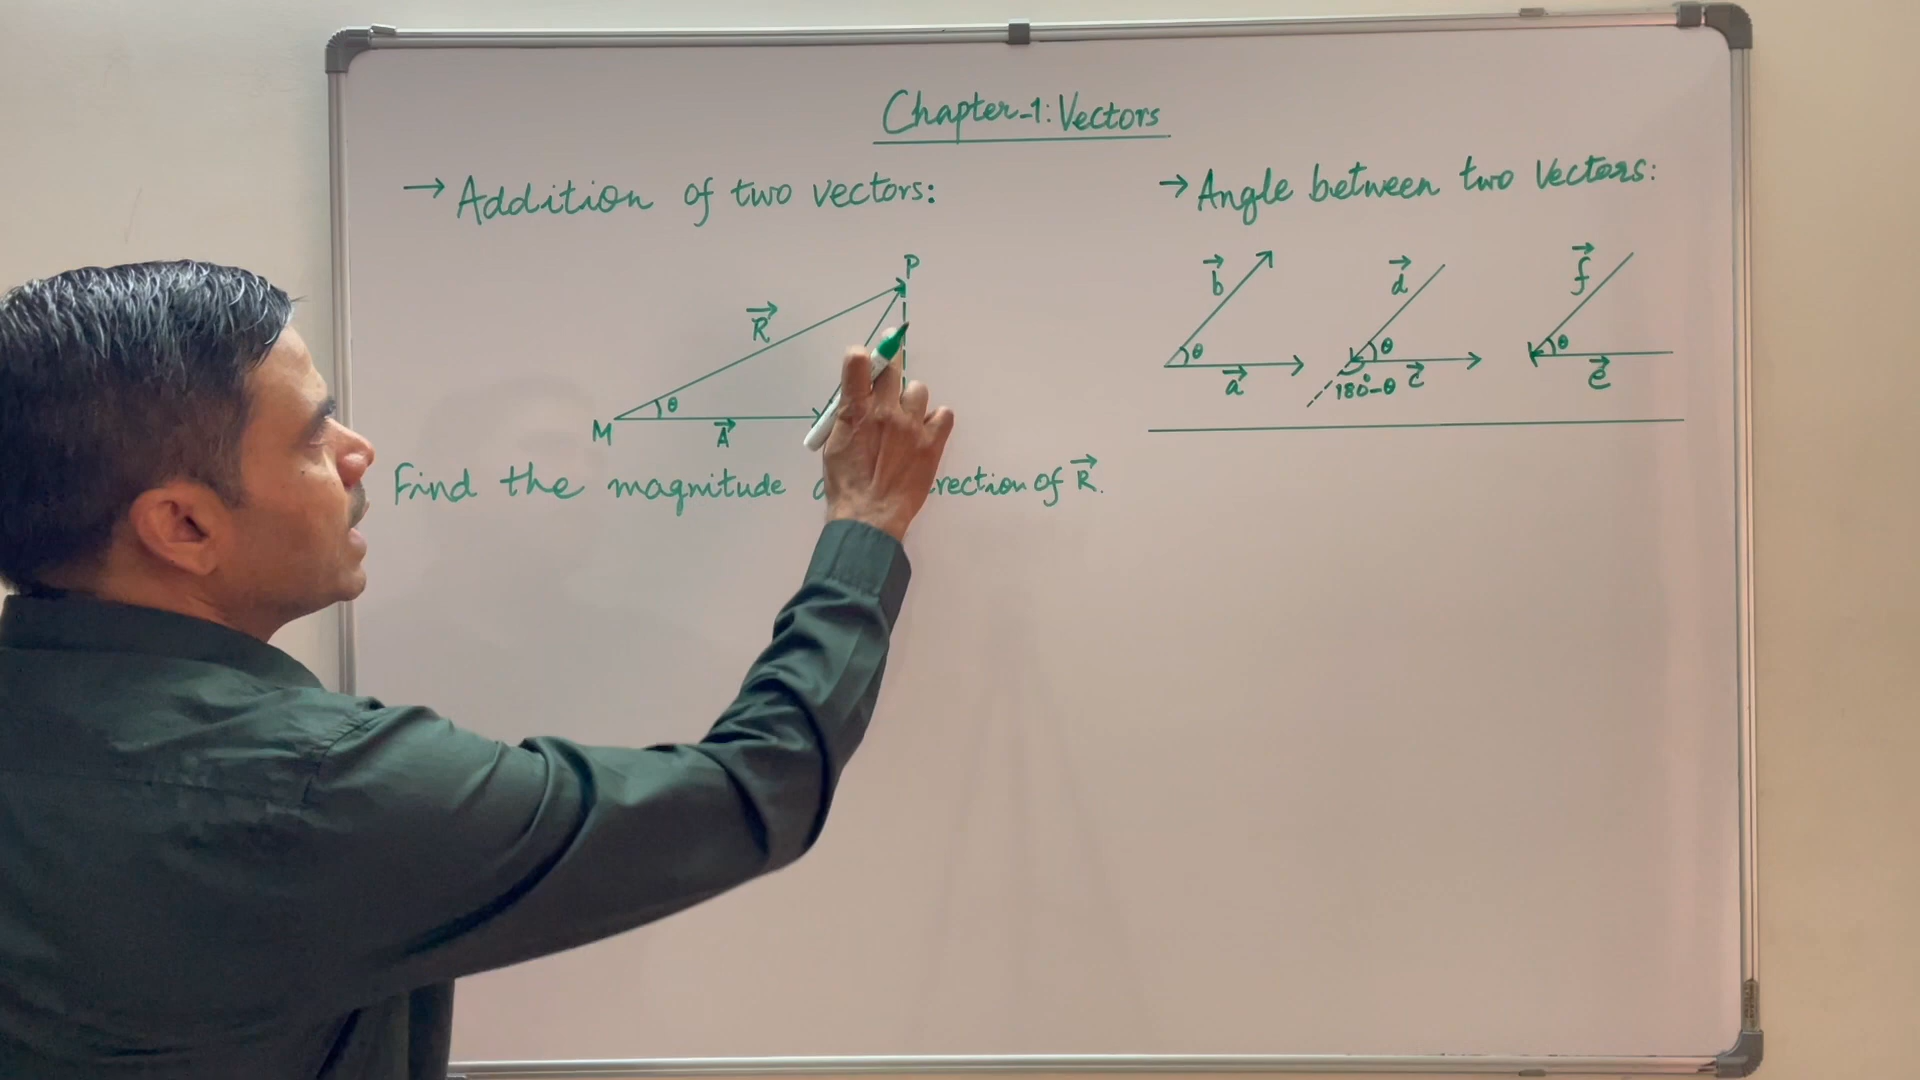 Chapter-1: Vectors
→ Addition of two vectors:
P
R
θ
M
A
Find the magnitude rection of R.
→ Angle between two Vectors:
b
θ
a
d
θ
180°-θ c
f
θ
e